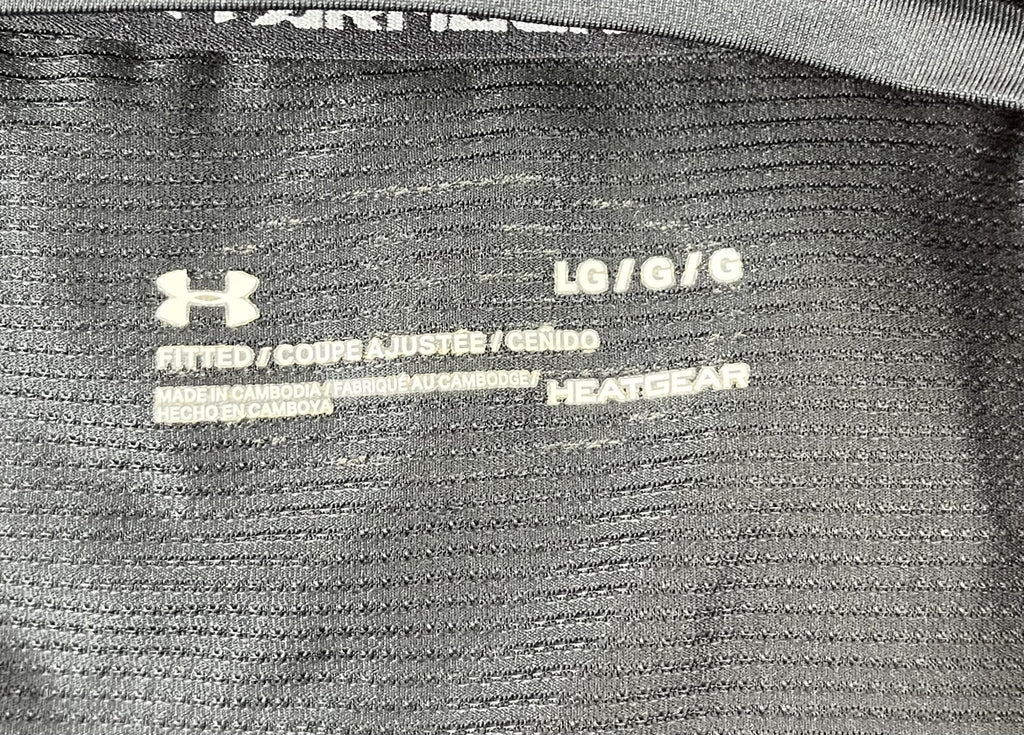 LG/G/G
FITTED/COUPE AJUSTÉE/CEÑIDO
MADE IN CAMBODIA/FABRIQUÉ AU CAMBODGE/
HECHO EN CAMBOYA
HEATGEAR